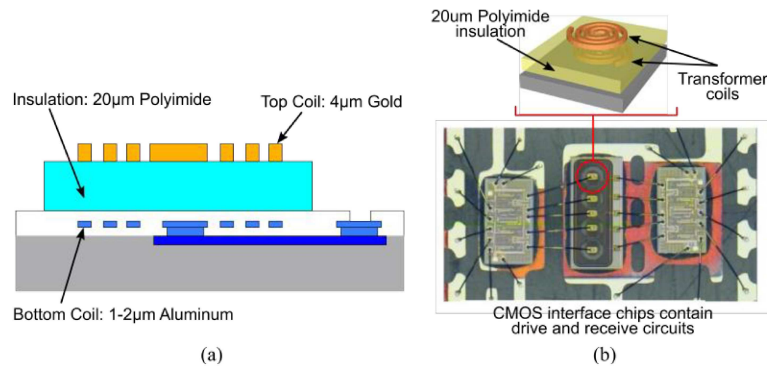 Insulation: 20μm Polyimide
Top Coil: 4μm Gold
Bottom Coil: 1-2μm Aluminum
(a)
20um Polyimide
insulation
Transformer
coils
CMOS interface chips contain
drive and receive circuits
(b)